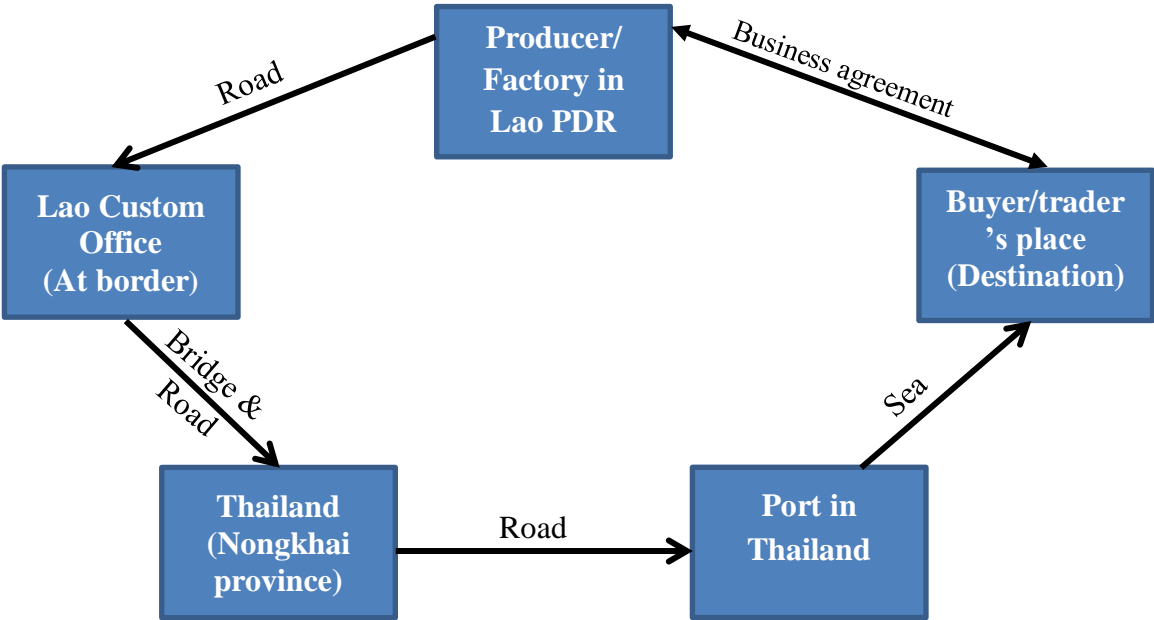 Producer/
Factory in
Lao PDR
Business agreement
Road
Lao Custom
Office
(At border)
Buyer/trader
’s place
(Destination)
Bridge &
Road
Sea
Thailand
(Nongkhai
province)
Road
Port in
Thailand